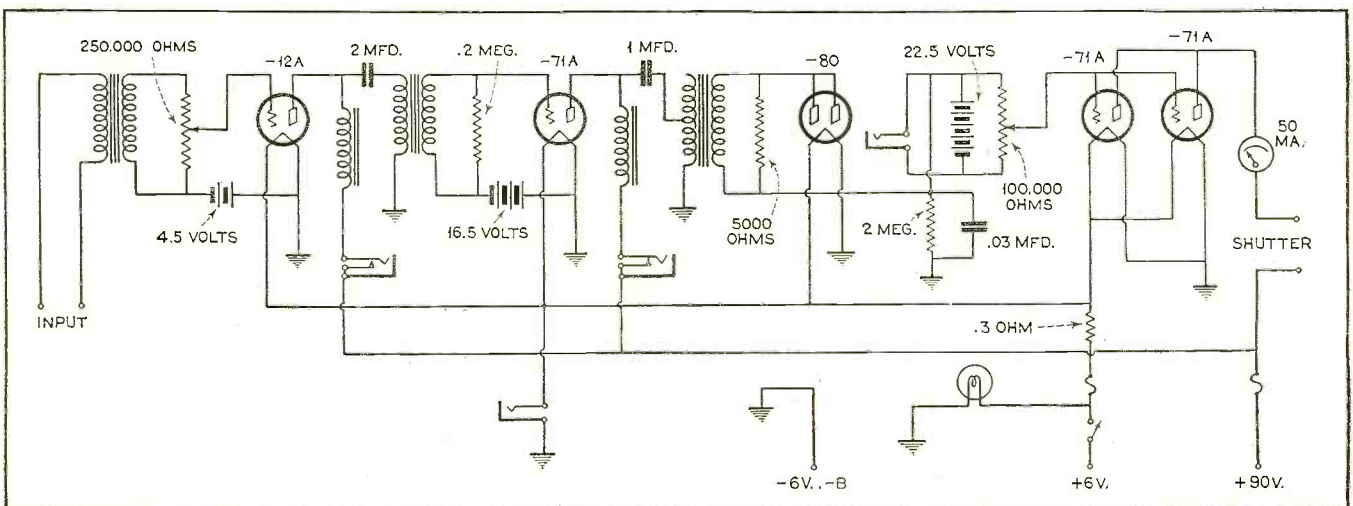 250.000 OHMS
-12A
2 MFD.
.2 MEG.
-71A
1 MFD.
-80
22.5 VOLTS
-71A
-71A
50
MA.
4.5 VOLTS
16.5 VOLTS
5000
OHMS
2 MEG.
100,000
OHMS
.03 MFD.
SHUTTER
INPUT
.3 OHM
-6V.,-B
+6V.
+90V.